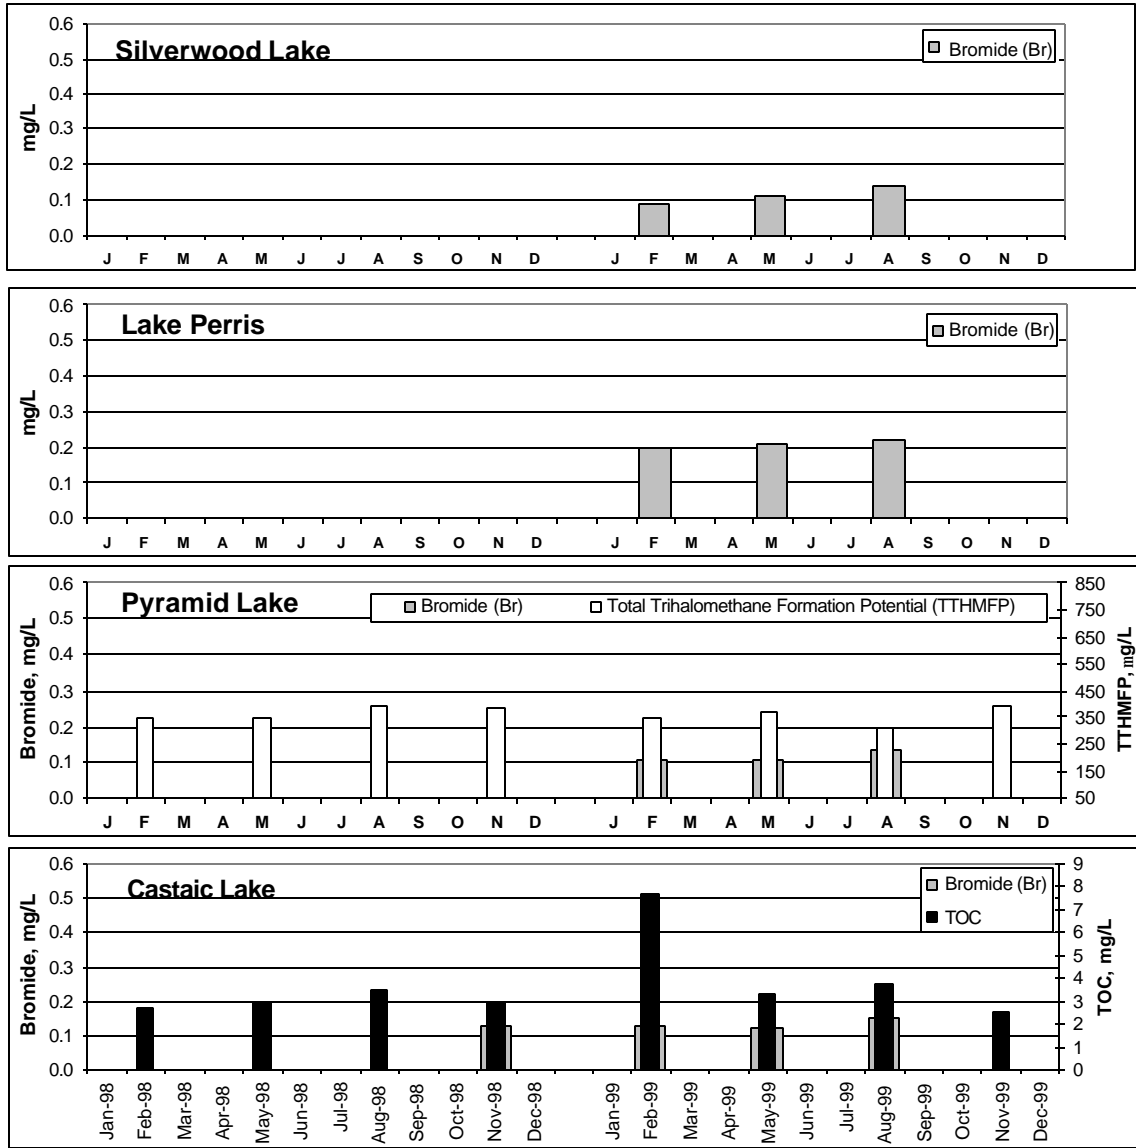 Silverwood Lake
Bromide (Br)
mg/L
0.6
0.5
0.4
0.3
0.2
0.1
0.0
J F M A M J J A S O N D J F M A M J J A S O N D
Lake Perris
Bromide (Br)
mg/L
0.6
0.5
0.4
0.3
0.2
0.1
0.0
J F M A M J J A S O N D J F M A M J J A S O N D
Pyramid Lake
Bromide (Br) Total Trihalomethane Formation Potential (TTHMFP)
Bromide, mg/L
0.6
0.5
0.4
0.3
0.2
0.1
0.0
850
750
650
550
450
350
250
150
50
TTHMFP, mg/L
J F M A M J J A S O N D J F M A M J J A S O N D
Castaic Lake
Bromide (Br)
TOC
Bromide, mg/L
0.6
0.5
0.4
0.3
0.2
0.1
0.0
9
8
7
6
5
4
3
2
1
0
TOC, mg/L
Jan-98
Feb-98
Mar-98
Apr-98
May-98
Jun-98
Jul-98
Aug-98
Sep-98
Oct-98
Nov-98
Dec-98
Jan-99
Feb-99
Mar-99
Apr-99
May-99
Jun-99
Jul-99
Aug-99
Sep-99
Oct-99
Nov-99
Dec-99